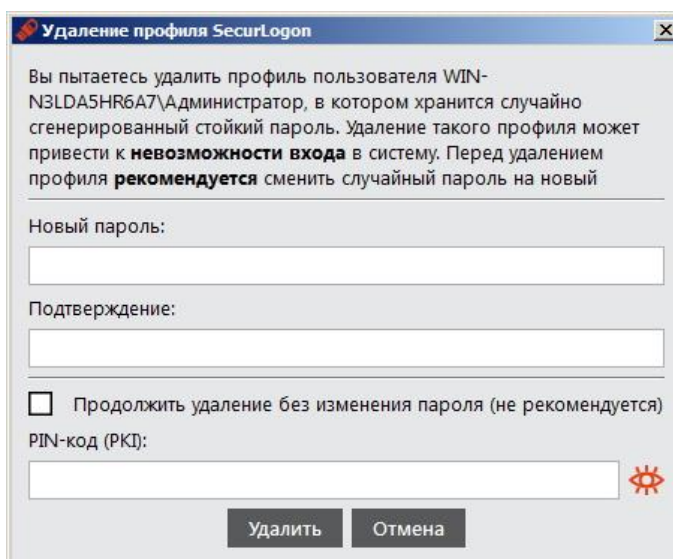 Удаление профиля SecurLogon
Вы пытаетесь удалить профиль пользователя WIN-
N3LDA5HR6A7\Администратор, в котором хранится случайно
сгенерированный стойкий пароль. Удаление такого профиля может
привести к невозможности входа в систему. Перед удалением
профиля рекомендуется сменить случайный пароль на новый
Новый пароль:
Подтверждение:
Продолжить удаление без изменения пароля (не рекомендуется)
PIN-код (PKI):
Удалить Отмена